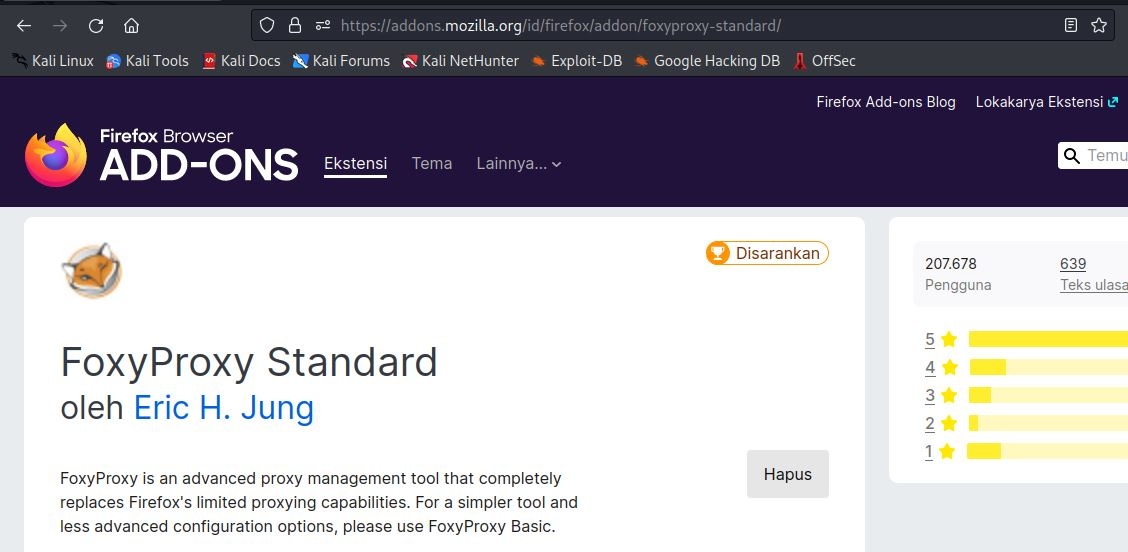 https://addons.mozilla.org/id/firefox/addon/foxyproxy-standard/
Kali Linux Kali Tools Kali Docs Kali Forums Kali NetHunter Exploit-DB Google Hacking DB OffSec
Firefox Add-ons Blog Lokakarya Ekstensi
Firefox Browser
ADD-ONS
Ekstensi Tema Lainnya... Temu
Disarankan
FoxyProxy Standard
oleh Eric H. Jung
FoxyProxy is an advanced proxy management tool that completely
replaces Firefox's limited proxying capabilities. For a simpler tool and
less advanced configuration options, please use FoxyProxy Basic.
Hapus
207.678 639
Pengguna Teks ulasa
5
4
3
2
1